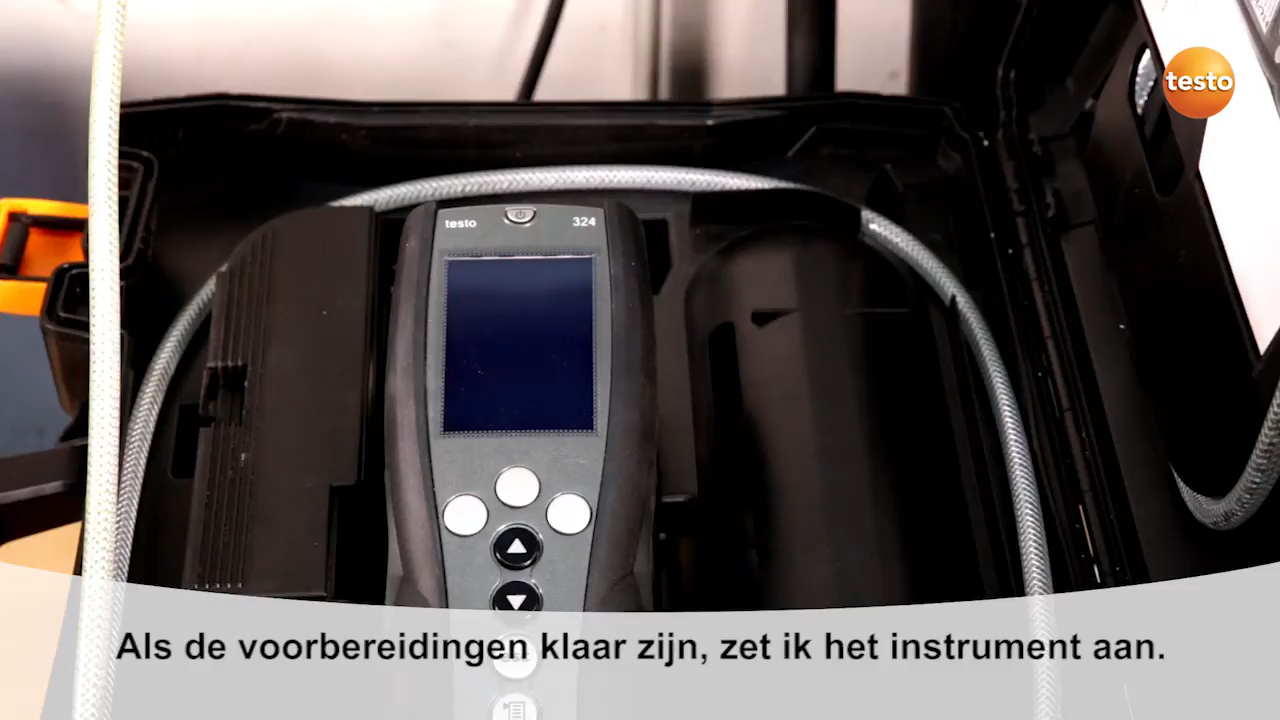 testo
testo 324
Als de voorbereidingen klaar zijn, zet ik het instrument aan.